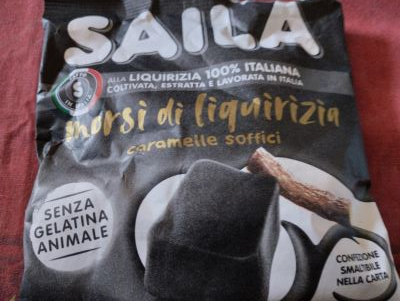 SAILA
ALLA LIQUIRIZIA 100% ITALIANA
COLTIVATA, ESTRATTA E LAVORATA IN ITALIA
S
morsi di liquirizia
caramelle soffici
SENZA
GELATINA
ANIMALE
CONFEZIONE
SMALTIBILE
NELLA CARTA